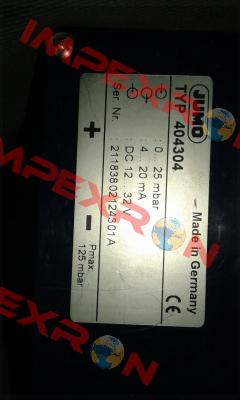 JUMO
TYP 404304
Made in Germany
: 0... 25 mbar
: 4... 20 mA
: DC 12... 32 V
Ser. Nr. : 21183802124301A
CE
+
−
Pmax.
125 mbar
IMPEXRON
IMPEXRON
IMPEXRON